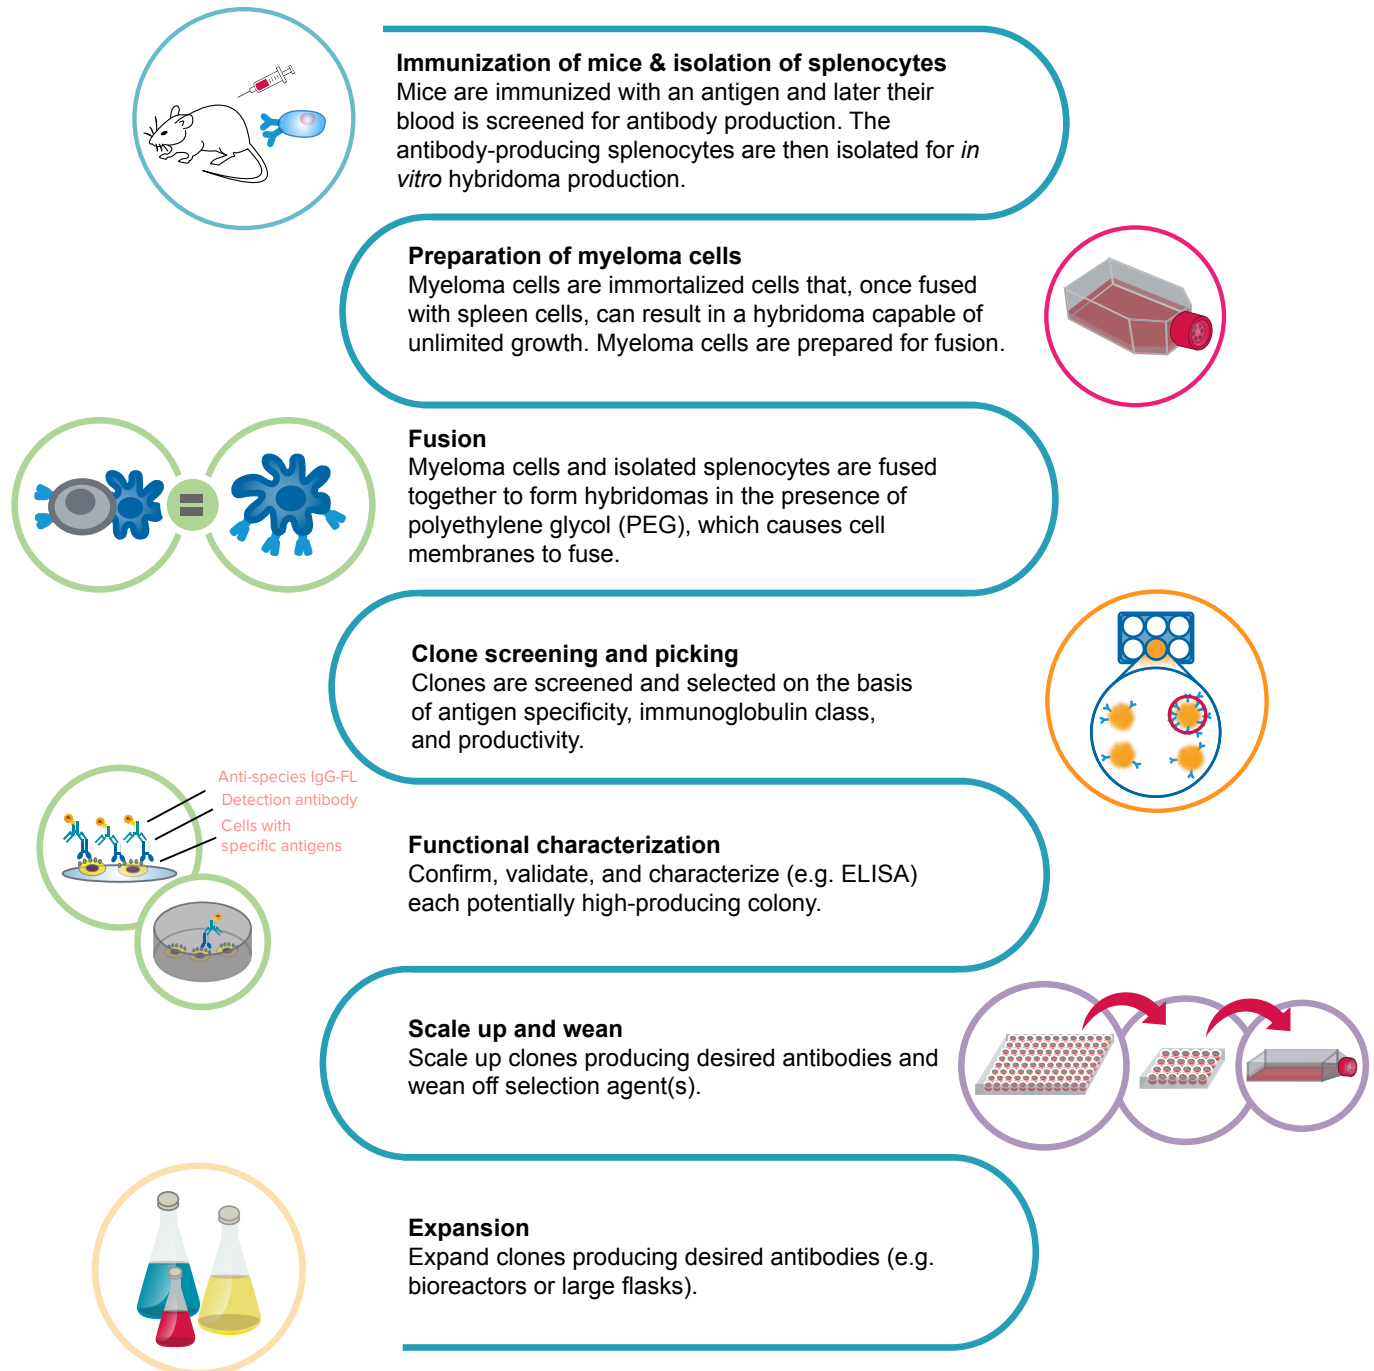 Immunization of mice & isolation of splenocytes
Mice are immunized with an antigen and later their
blood is screened for antibody production. The
antibody-producing splenocytes are then isolated for in
vitro hybridoma production.
Preparation of myeloma cells
Myeloma cells are immortalized cells that, once fused
with spleen cells, can result in a hybridoma capable of
unlimited growth. Myeloma cells are prepared for fusion.
Fusion
Myeloma cells and isolated splenocytes are fused
together to form hybridomas in the presence of
polyethylene glycol (PEG), which causes cell
membranes to fuse.
Clone screening and picking
Clones are screened and selected on the basis
of antigen specificity, immunoglobulin class,
and productivity.
Anti-species IgG-FL
Detection antibody
Cells with
specific antigens
Functional characterization
Confirm, validate, and characterize (e.g. ELISA)
each potentially high-producing colony.
Scale up and wean
Scale up clones producing desired antibodies and
wean off selection agent(s).
Expansion
Expand clones producing desired antibodies (e.g.
bioreactors or large flasks).